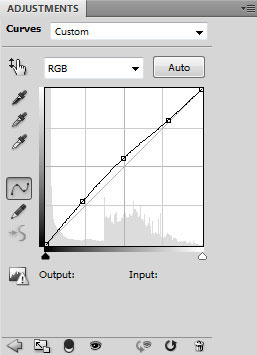 ADJUSTMENTS
Curves Custom
RGB Auto
Output: Input: